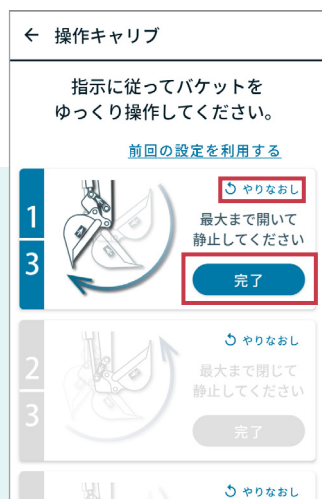 ← 操作キャリブ
指示に従ってバケットを
ゆっくり操作してください。
前回の設定を利用する
やりなおし
1
3
最大まで開いて
静止してください
完了
やりなおし
2
3
最大まで閉じて
静止してください
完了
やりなおし